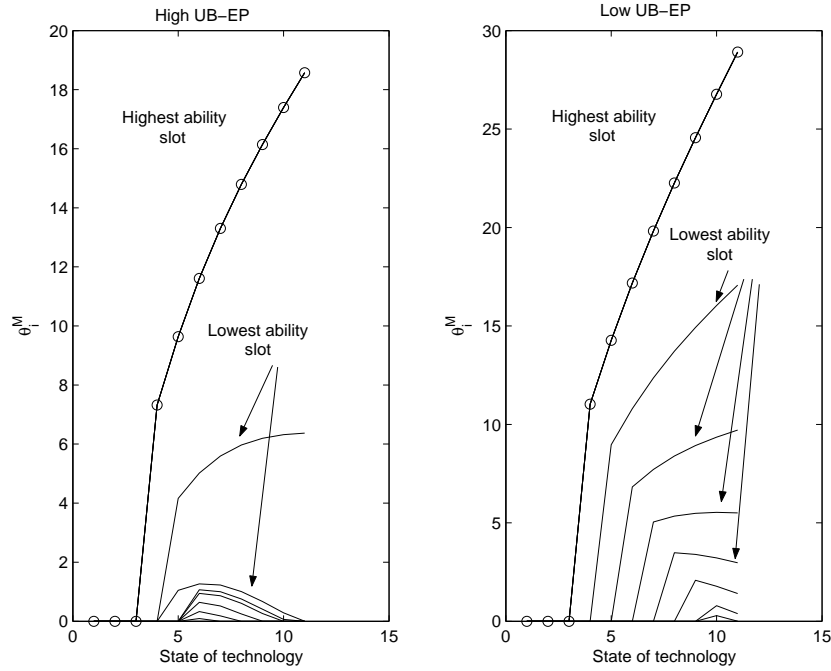 High UB−EP
20
18
16
14
12
10
8
6
4
2
0
0
5
10
15
θ_i^M
State of technology
Highest ability
slot
Lowest ability
slot
Low UB−EP
30
25
20
15
10
5
0
0
5
10
15
θ_i^M
State of technology
Highest ability
slot
Lowest ability
slot